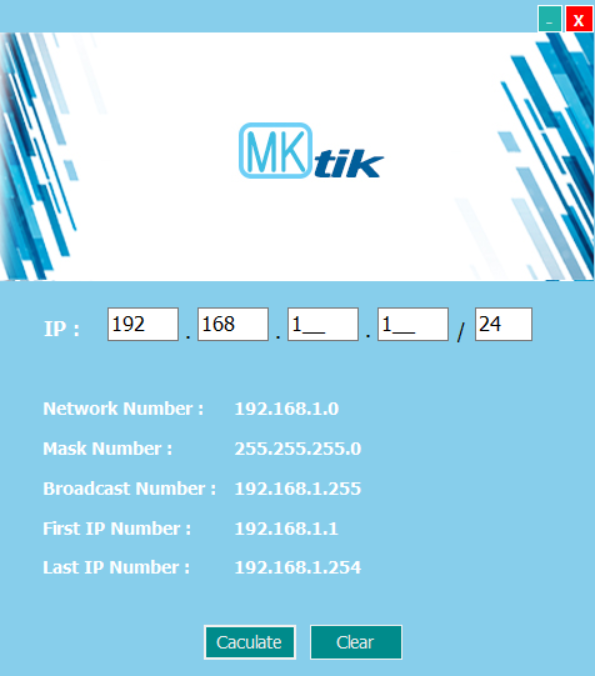 - X
MKtik
IP : 192 . 168 . 1__ . 1__ / 24
Network Number : 192.168.1.0
Mask Number : 255.255.255.0
Broadcast Number : 192.168.1.255
First IP Number : 192.168.1.1
Last IP Number : 192.168.1.254
Caculate Clear